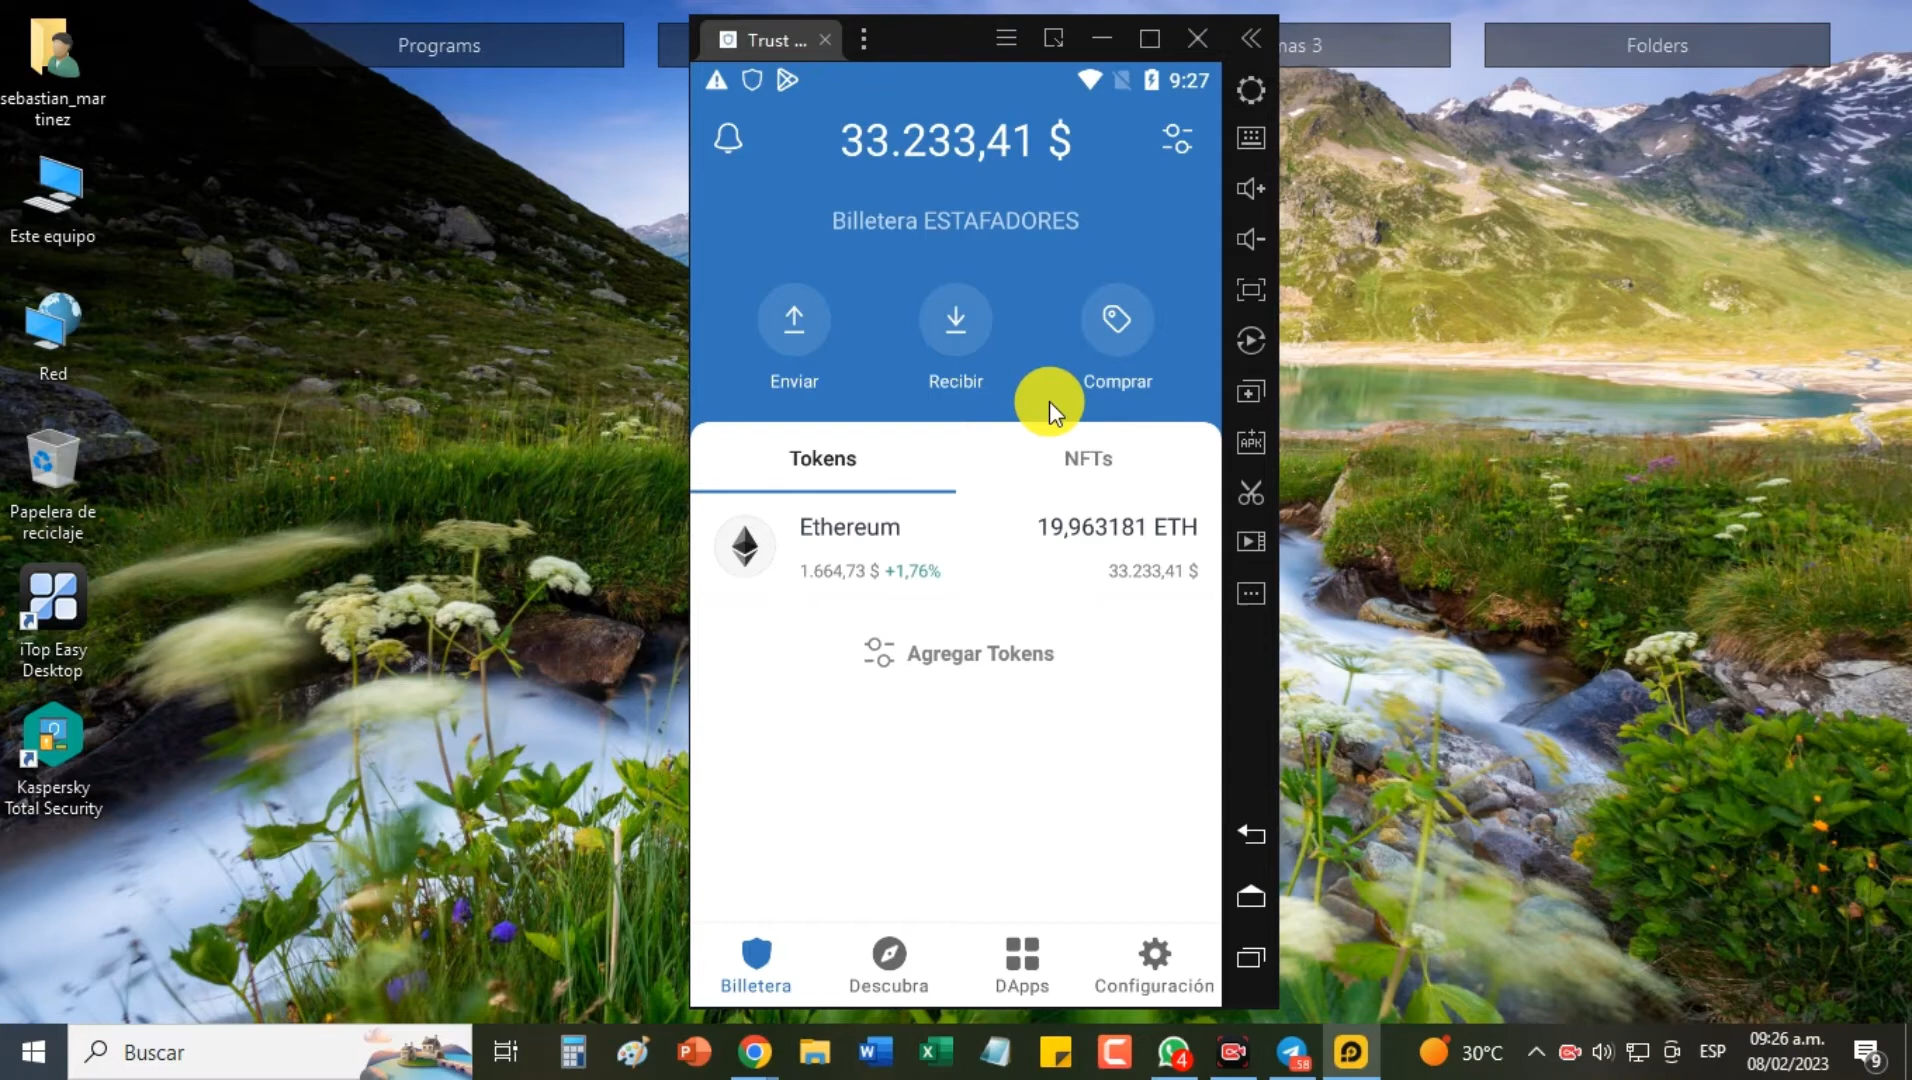 sebastian_mar
tinez
Este equipo
Red
Papelera de
reciclaje
iTop Easy
Desktop
Kaspersky
Total Security
Programs
nas 3
Folders
Trust ...
9:27
33.233,41 $
Billetera ESTAFADORES
Enviar
Recibir
Comprar
Tokens
NFTs
Ethereum
19,963181 ETH
1.664,73 $ +1,76%
33.233,41 $
Agregar Tokens
Billetera
Descubra
DApps
Configuración
APK
Buscar
4
58
30°C
ESP
09:26 a.m.
08/02/2023
9